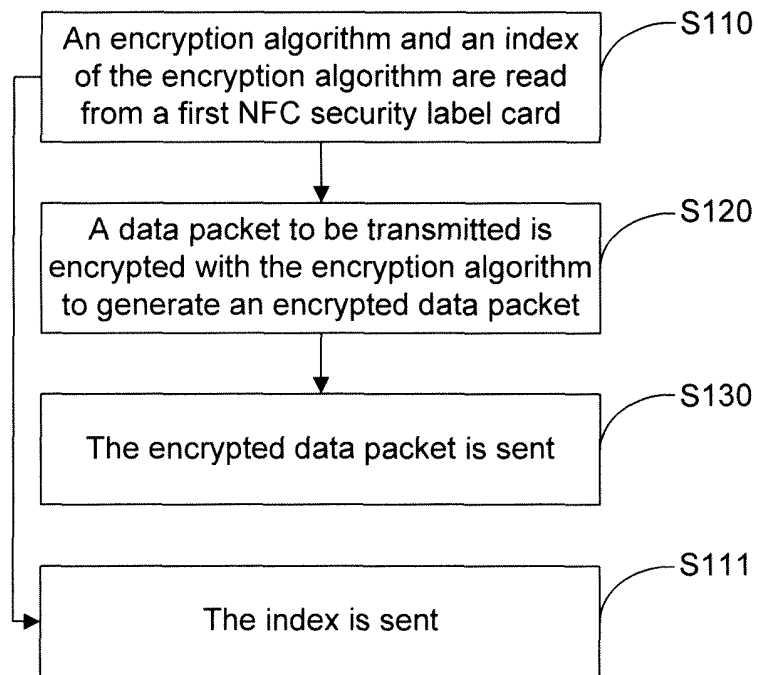 An encryption algorithm and an index
of the encryption algorithm are read
from a first NFC security label card
S110
A data packet to be transmitted is
encrypted with the encryption algorithm
to generate an encrypted data packet
S120
The encrypted data packet is sent
S130
The index is sent
S111